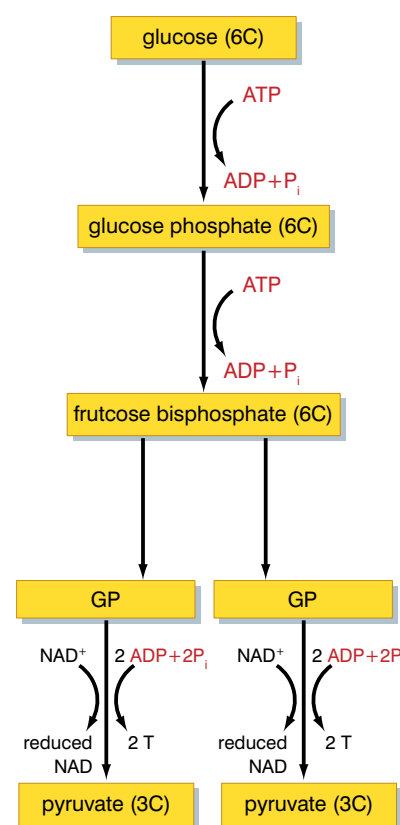 glucose (6C)
ATP
ADP+Pi
glucose phosphate (6C)
ATP
ADP+Pi
frutcose bisphosphate (6C)
GP
GP
NAD+
2 ADP+2Pi
NAD+
2 ADP+2P
reduced
NAD
2 T
reduced
NAD
2 T
pyruvate (3C)
pyruvate (3C)